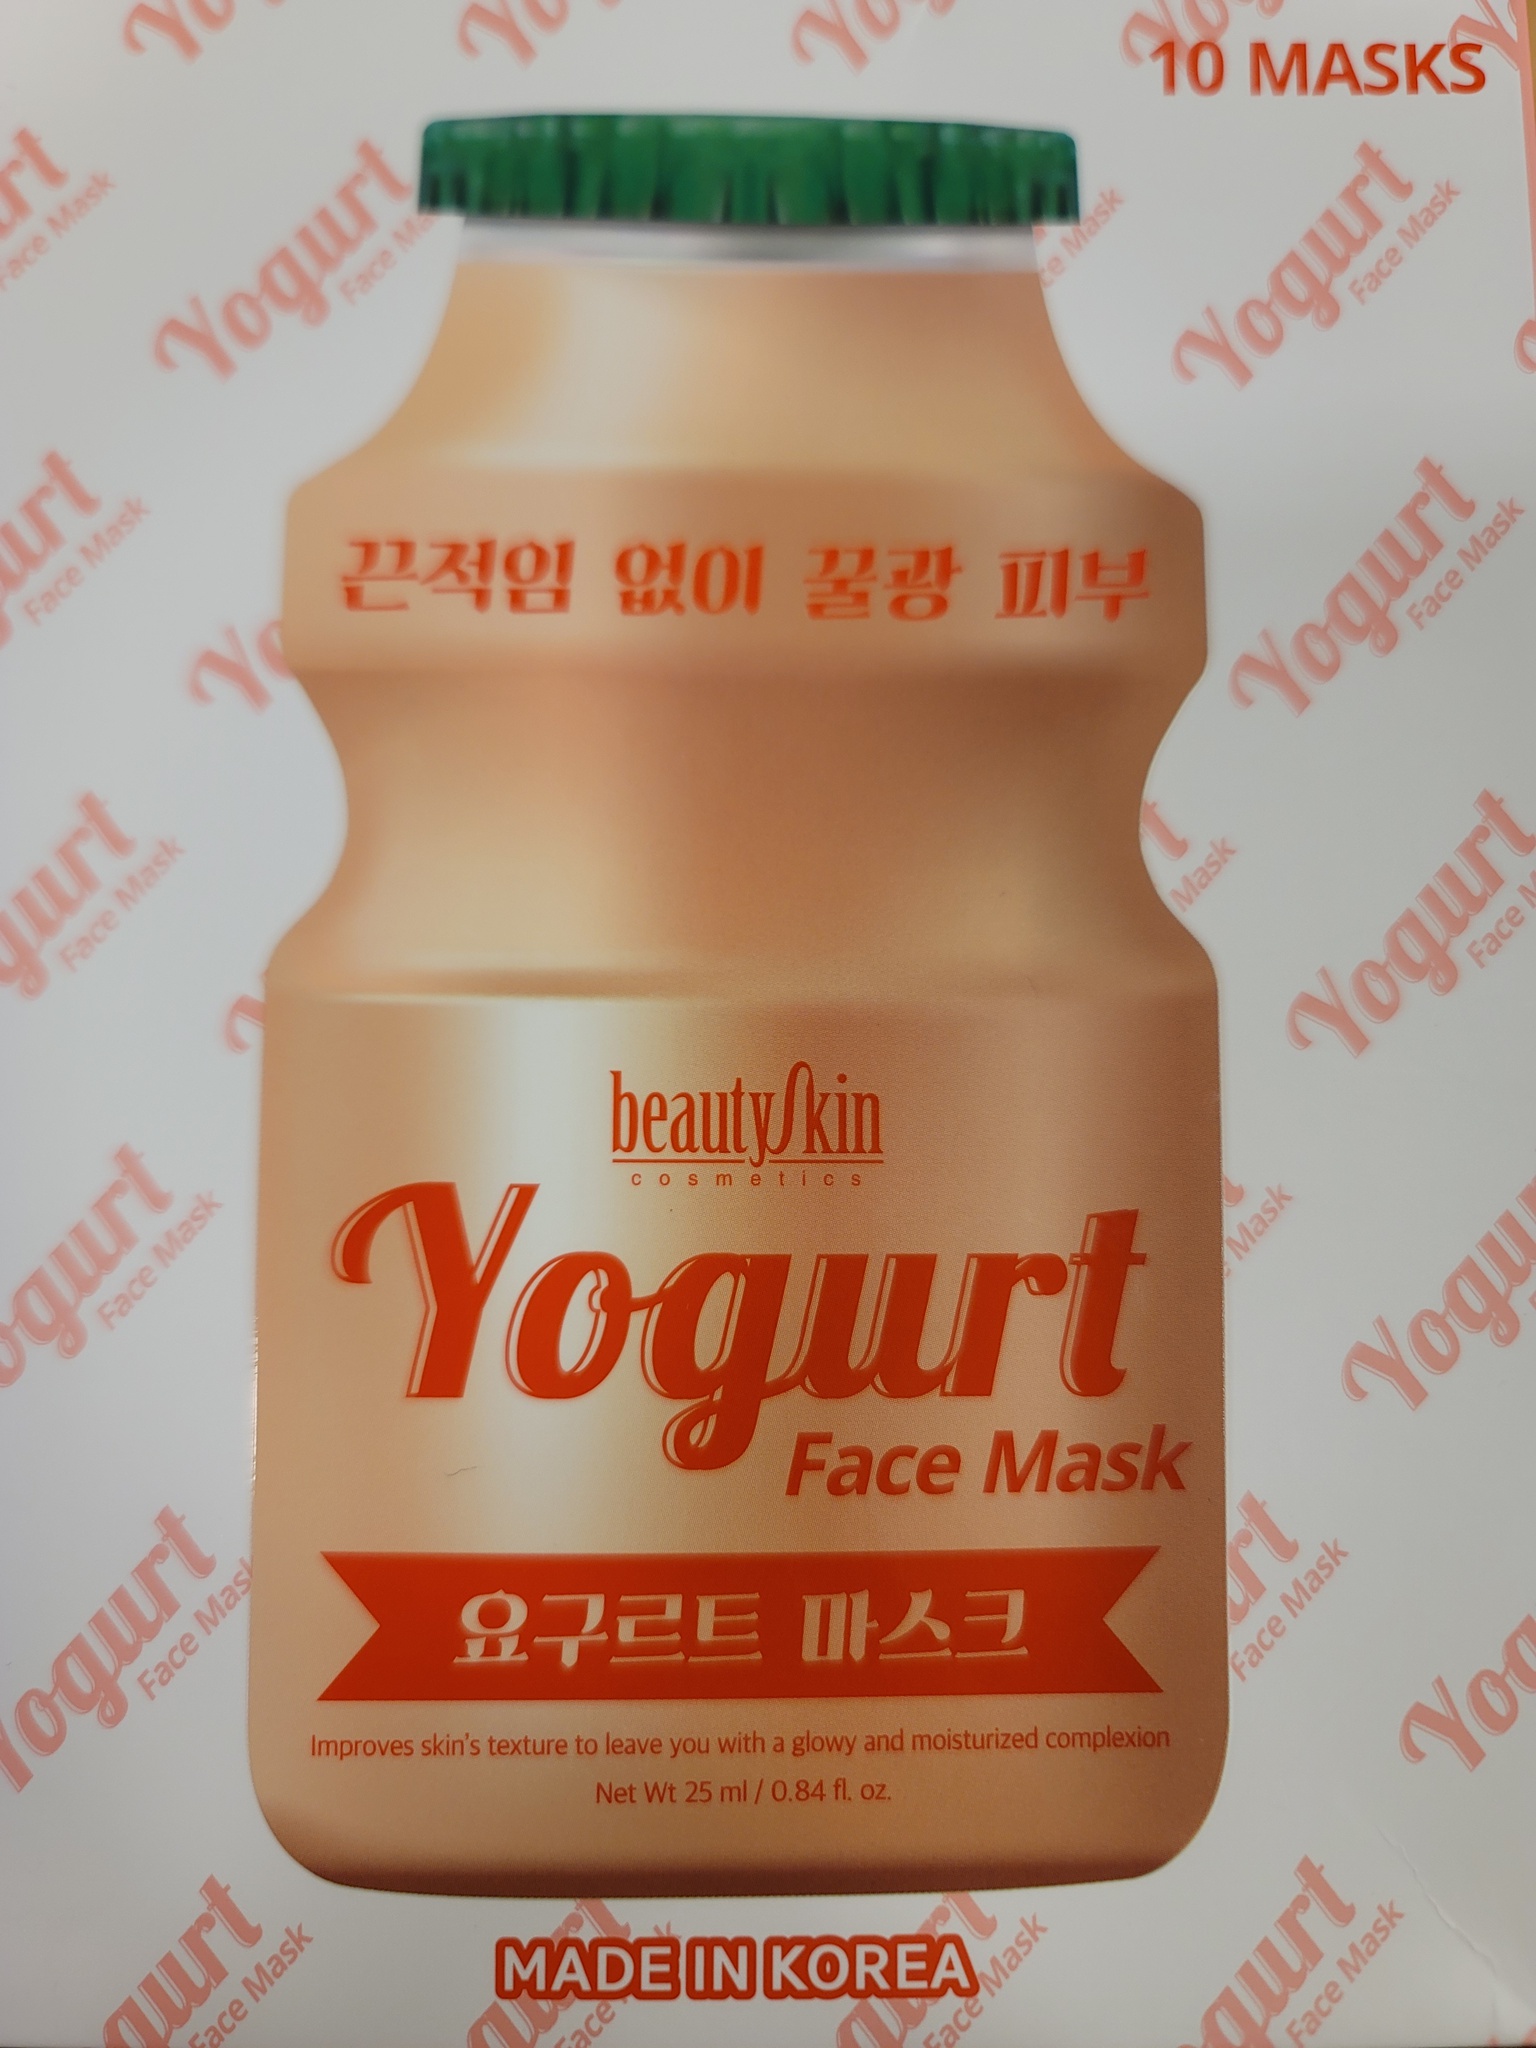 10 MASKS
끈적임 없이 꿀광 피부
beautyskin
cosmetics
Yogurt
Face Mask
요구르트 마스크
Improves skin's texture to leave you with a glowy and moisturized complexion
Net Wt 25 ml / 0.84 fl. oz.
MADE IN KOREA